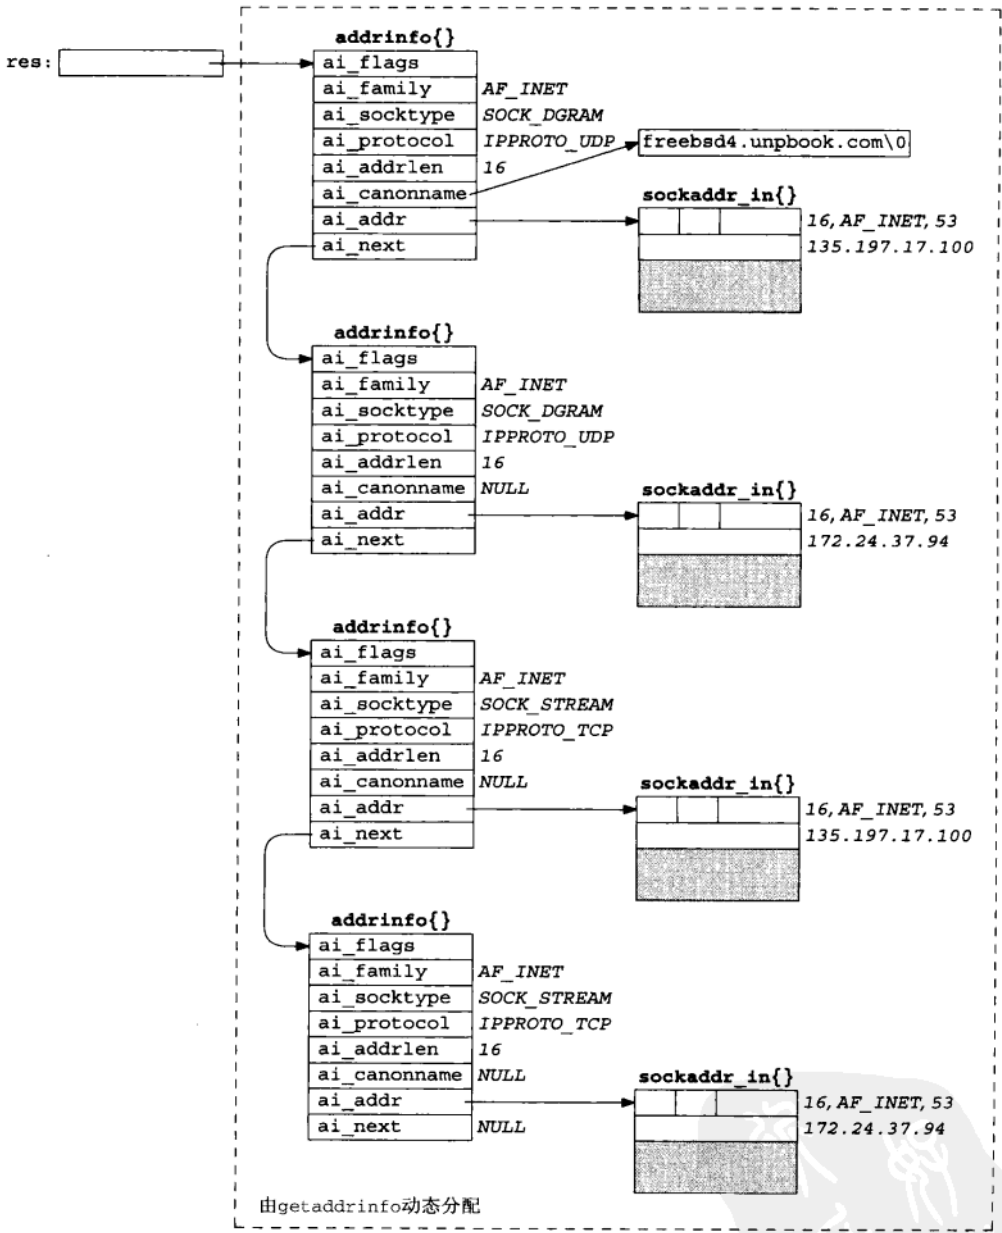 addrinfo{}
res:
ai_flags
ai_family AF_INET
ai_socktype SOCK_DGRAM
ai_protocol IPPROTO_UDP
freebsd4.unpbook.com\0
ai_addrlen 16
ai_canonname
sockaddr_in{}
ai_addr
16, AF_INET, 53
ai_next
135.197.17.100
addrinfo{}
ai_flags
ai_family AF_INET
ai_socktype SOCK_DGRAM
ai_protocol IPPROTO_UDP
ai_addrlen 16
ai_canonname NULL
sockaddr_in{}
ai_addr
16, AF_INET, 53
ai_next
172.24.37.94
addrinfo{}
ai_flags
ai_family AF_INET
ai_socktype SOCK_STREAM
ai_protocol IPPROTO_TCP
ai_addrlen 16
ai_canonname NULL
sockaddr_in{}
ai_addr
16, AF_INET, 53
ai_next
135.197.17.100
addrinfo{}
ai_flags
ai_family AF_INET
ai_socktype SOCK_STREAM
ai_protocol IPPROTO_TCP
ai_addrlen 16
ai_canonname NULL
sockaddr_in{}
ai_addr
16, AF_INET, 53
ai_next NULL
172.24.37.94
由getaddrinfo动态分配